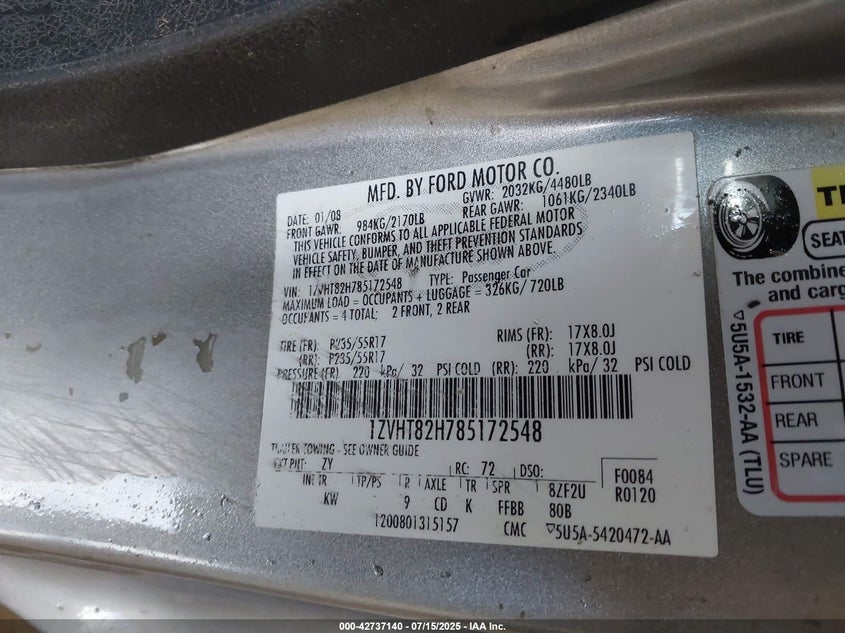 MFD. BY FORD MOTOR CO.
DATE: 01/08 GVWR: 2032KG/4480LB
FRONT GAWR: 984KG/2170LB REAR GAWR: 1061KG/2340LB
THIS VEHICLE CONFORMS TO ALL APPLICABLE FEDERAL MOTOR
VEHICLE SAFETY, BUMPER, AND THEFT PREVENTION STANDARDS
IN EFFECT ON THE DATE OF MANUFACTURE SHOWN ABOVE.
VIN: 1ZVHT82H785172548 TYPE: Passenger Car
MAXIMUM LOAD = OCCUPANTS + LUGGAGE = 326KG/ 720LB
OCCUPANTS = 4 TOTAL; 2 FRONT, 2 REAR
TIRE (FR): P235/55R17 RIMS (FR): 17X8.0J
(RR): P235/55R17 (RR): 17X8.0J
PRESSURE (FR) 220 kPa/ 32 PSI COLD (RR): 220 kPa/ 32 PSI COLD
1ZVHT82H785172548
TRAILER TOWING - SEE OWNER GUIDE
EXT PNT: ZY RC: 72 DSO: F0084
INT TR TP/PS R AXLE TR SPR 8ZF2U R0120
KW 9 CD K FFBB 80B
1200801315157 CMC ▽5U5A-5420472-AA
SEAT
The combine
and carg
TIRE
FRONT
REAR
SPARE
▽5U5A-1532-AA (TLU)
000-42737140 - 07/15/2025 - IAA Inc.